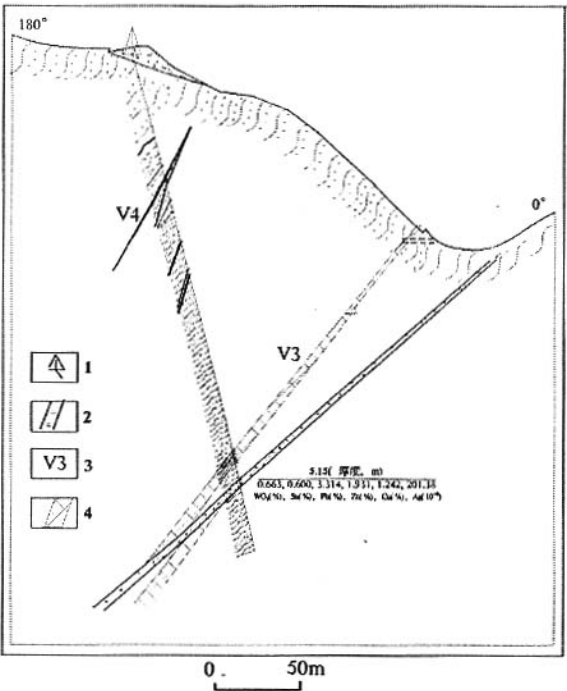 180°
0°
V4
V3
1
2
V3 3
4
5.15( 厚度, m)
0.663, 0.600, 3.314, 1.931, 1.242, 201.38
WO₃(%), Sn(%), Pb(%), Zn(%), Cu(%), Ag(10⁻⁶)
0 50m